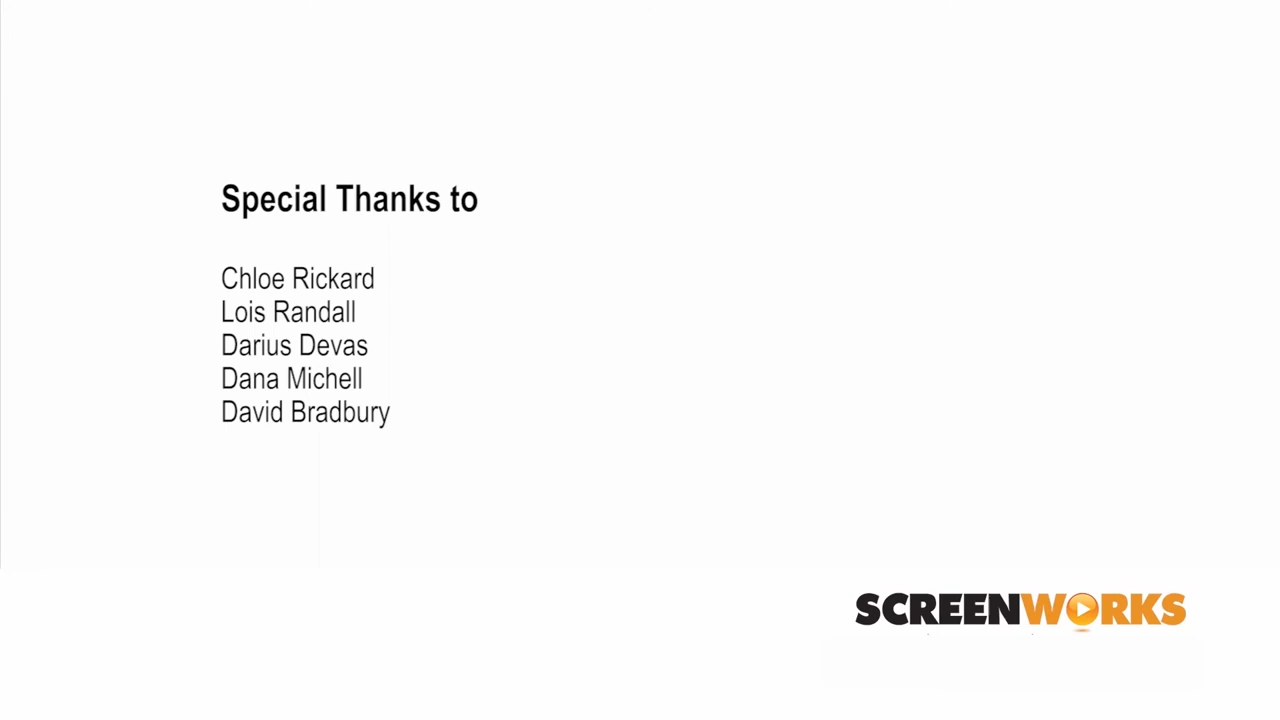 Special Thanks to
Chloe Rickard
Lois Randall
Darius Devas
Dana Michell
David Bradbury
SCREENWORKS